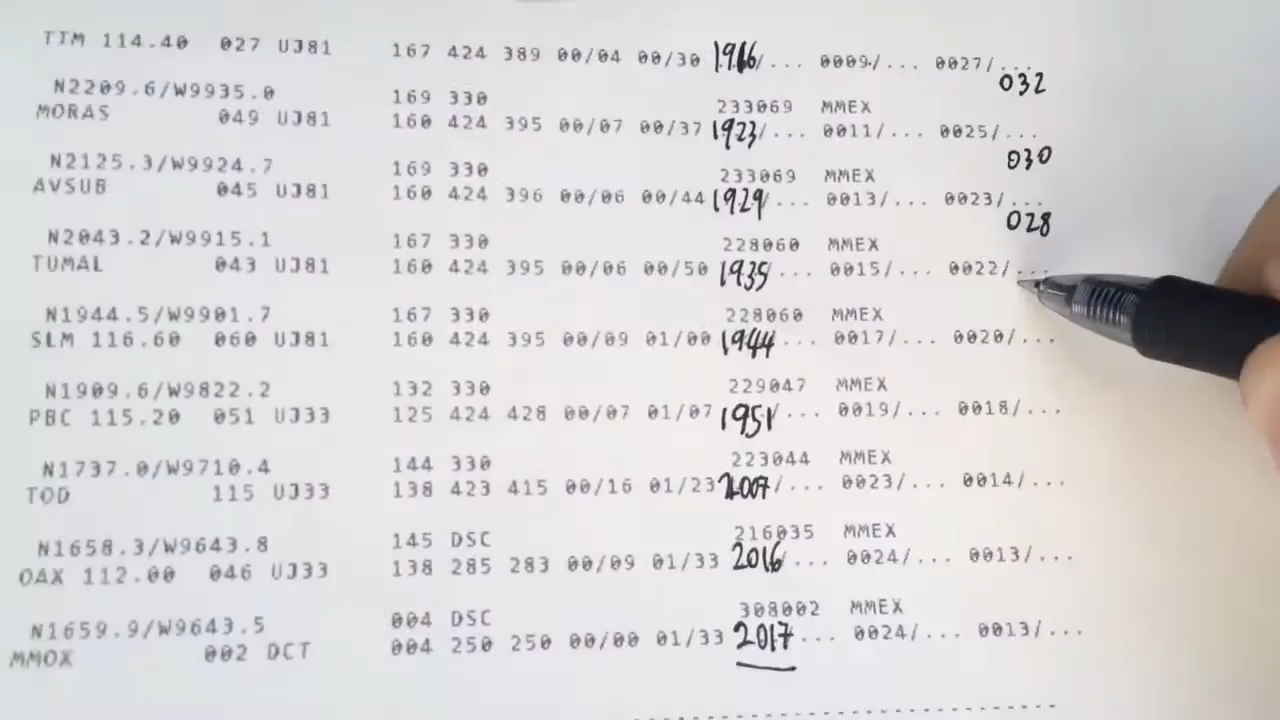 TIM 114.40 027 UJ81 167 424 389 00/04 00/30 1916/... 0009/... 0027/...
032
N2209.6/W9935.0 169 330 233069 MMEX
MORAS 049 UJ81 160 424 395 00/07 00/37 1923/... 0011/... 0025/...
030
N2125.3/W9924.7 169 330 233069 MMEX
AVSUB 045 UJ81 160 424 396 00/06 00/44 1929/... 0013/... 0023/...
028
N2043.2/W9915.1 167 330 228060 MMEX
TUMAL 043 UJ81 160 424 395 00/06 00/50 1935/... 0015/... 0022/...
N1944.5/W9901.7 167 330 228060 MMEX
SLM 116.60 060 UJ81 160 424 395 00/09 01/00 1944... 0017/... 0020/...
N1909.6/W9822.2 132 330 229047 MMEX
PBC 115.20 051 UJ33 125 424 428 00/07 01/07 1951/... 0019/... 0018/...
N1737.0/W9710.4 144 330 223044 MMEX
TOD 115 UJ33 138 423 415 00/16 01/23 2007/... 0023/... 0014/...
N1658.3/W9643.8 145 DSC 216035 MMEX
OAX 112.00 046 UJ33 138 285 283 00/09 01/33 2016/... 0024/... 0013/...
N1659.9/W9643.5 004 DSC 308002 MMEX
MMOX 002 DCT 004 250 250 00/00 01/33 2017... 0024/... 0013/...